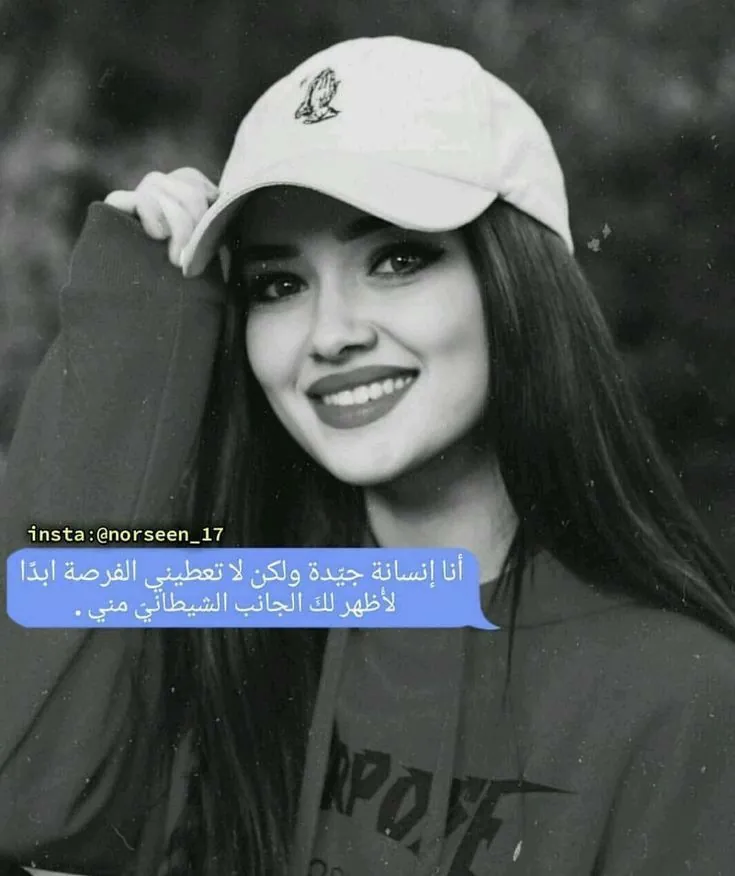 insta:@norseen_17
أنا إنسانة جيّدة ولكن لا تعطيني الفرصة ابدًا
لأظهر لكَ الجانب الشيطانيَ مني .